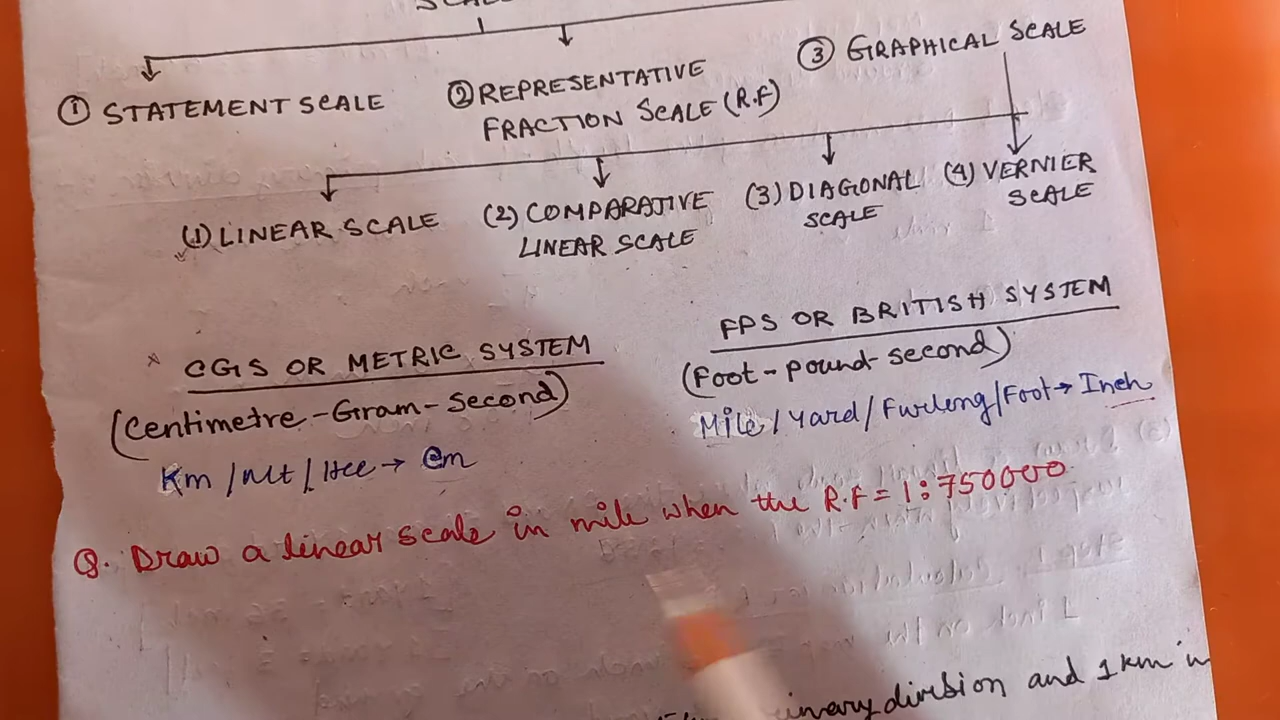 ① STATEMENT SCALE
② REPRESENTATIVE
FRACTION SCALE (R.F)
③ GRAPHICAL SCALE
(1) LINEAR SCALE
(2) COMPARATIVE
LINEAR SCALE
(3) DIAGONAL
SCALE
(4) VERNIER
SCALE
CGS OR METRIC SYSTEM
(Centimetre-Gram-Second)
Km / Mt / Hec → cm
FPS OR BRITISH SYSTEM
(Foot-pound-second)
Mile / Yard / Furlong / Foot → Inch
Q. Draw a linear scale in mile when the R.F = 1:750000
division and 1 km in